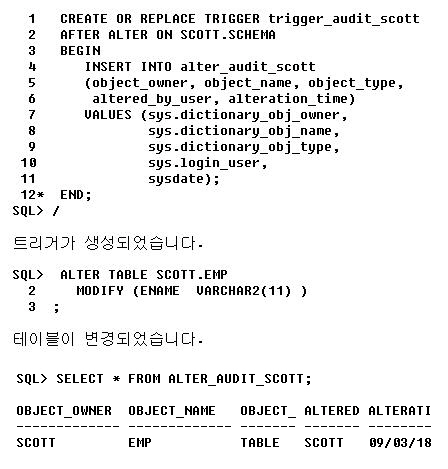 1 CREATE OR REPLACE TRIGGER trigger_audit_scott
2 AFTER ALTER ON SCOTT.SCHEMA
3 BEGIN
4 INSERT INTO alter_audit_scott
5 (object_owner, object_name, object_type,
6 altered_by_user, alteration_time)
7 VALUES (sys.dictionary_obj_owner,
8 sys.dictionary_obj_name,
9 sys.dictionary_obj_type,
10 sys.login_user,
11 sysdate);
12* END;
SQL> /
트리거가 생성되었습니다.
SQL> ALTER TABLE SCOTT.EMP
2 MODIFY (ENAME VARCHAR2(11) )
3 ;
테이블이 변경되었습니다.
SQL> SELECT * FROM ALTER_AUDIT_SCOTT;
OBJECT_OWNER OBJECT_NAME OBJECT_ ALTERED ALTERATI
------------- ------------- ------- ------- --------
SCOTT EMP TABLE SCOTT 09/03/18